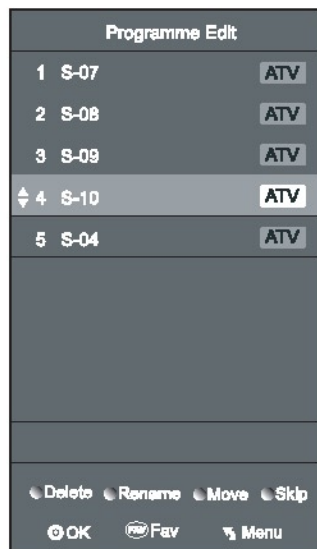 Programme Edit
1 S-07 ATV
2 S-08 ATV
3 S-09 ATV
4 S-10 ATV
5 S-04 ATV
Delete Rename Move Skip
OK FAV Fav Menu